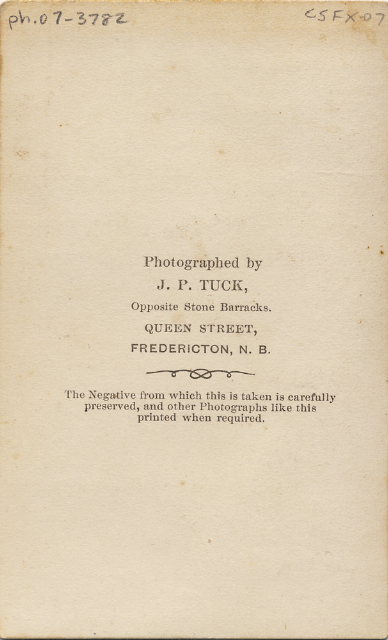 ph.07-3782
CSFX-07
Photographed by
J. P. TUCK,
Opposite Stone Barracks.
QUEEN STREET,
FREDERICTON, N. B.
The Negative from which this is taken is carefully
preserved, and other Photographs like this
printed when required.